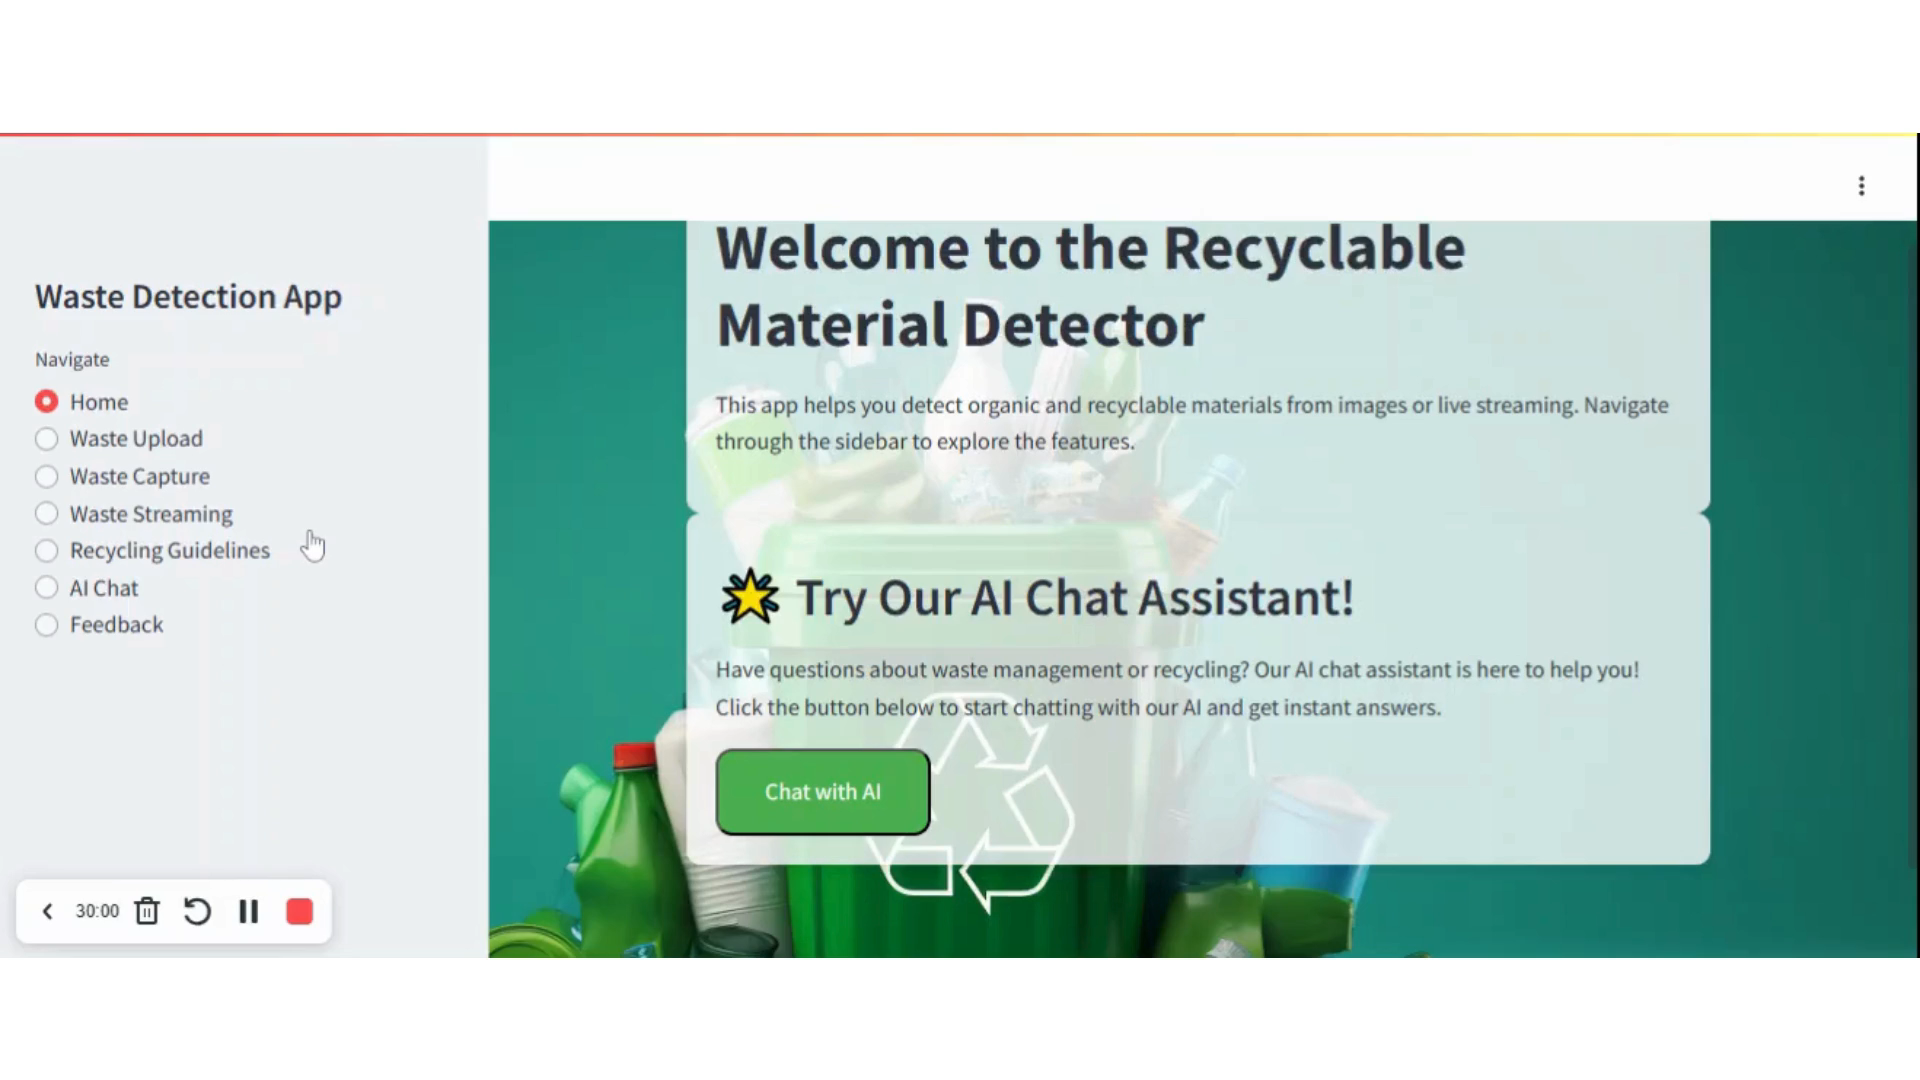 Waste Detection App
Navigate
Home
Waste Upload
Waste Capture
Waste Streaming
Recycling Guidelines
AI Chat
Feedback
30:00
Welcome to the Recyclable
Material Detector
This app helps you detect organic and recyclable materials from images or live streaming. Navigate
through the sidebar to explore the features.
Try Our AI Chat Assistant!
Have questions about waste management or recycling? Our AI chat assistant is here to help you!
Click the button below to start chatting with our AI and get instant answers.
Chat with AI